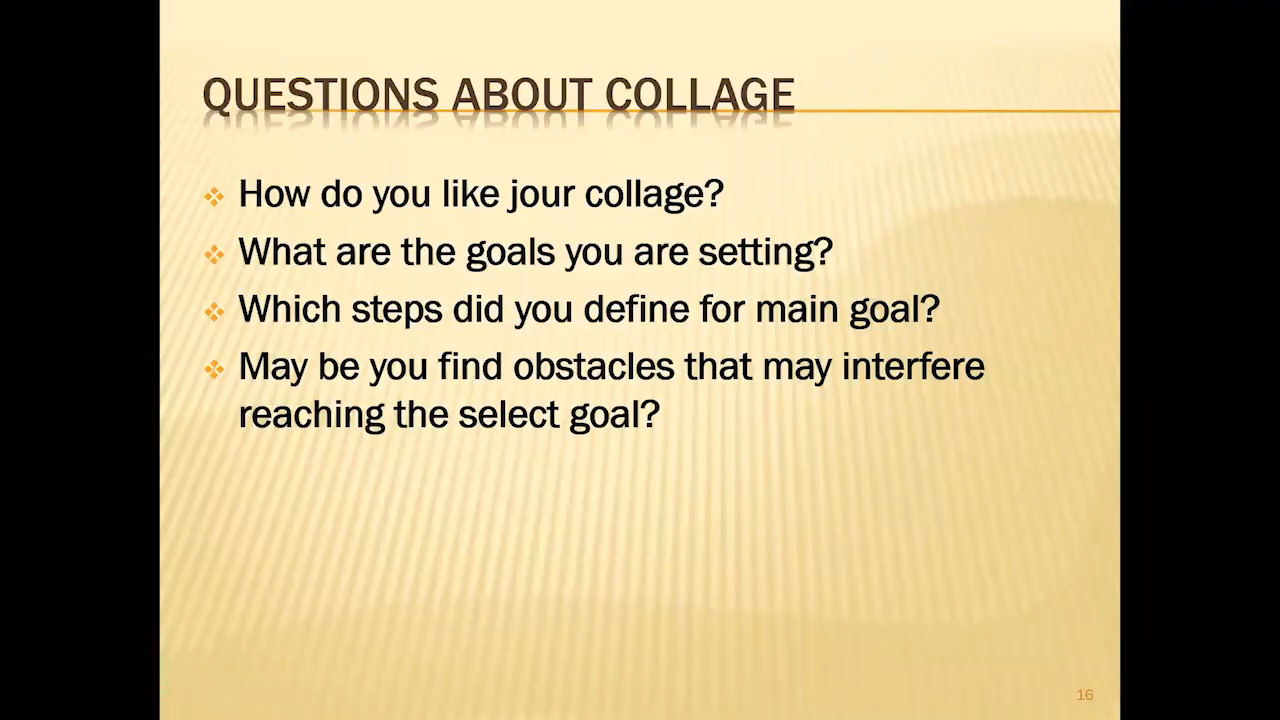 QUESTIONS ABOUT COLLAGE
How do you like jour collage?
What are the goals you are setting?
Which steps did you define for main goal?
May be you find obstacles that may interfere
reaching the select goal?
16